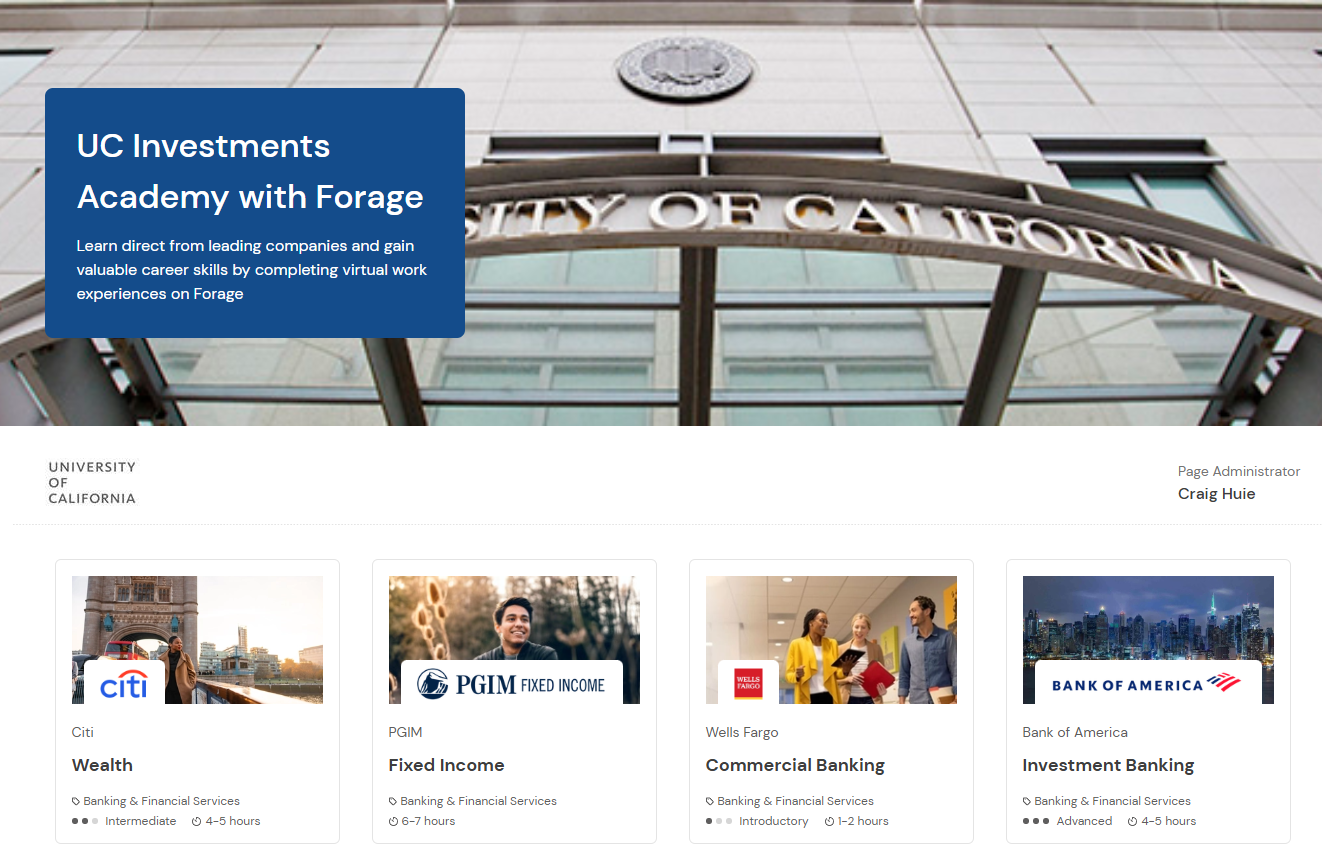 UC Investments
Academy with Forage
Learn direct from leading companies and gain
valuable career skills by completing virtual work
experiences on Forage
SITY OF CALIFORNIA
UNIVERSITY
OF
CALIFORNIA
Page Administrator
Craig Huie
citi
PGIM FIXED INCOME
WELLS
FARGO
BANK OF AMERICA
Citi
Wealth
Banking & Financial Services
Intermediate 4-5 hours
PGIM
Fixed Income
Banking & Financial Services
6-7 hours
Wells Fargo
Commercial Banking
Banking & Financial Services
Introductory 1-2 hours
Bank of America
Investment Banking
Banking & Financial Services
Advanced 4-5 hours